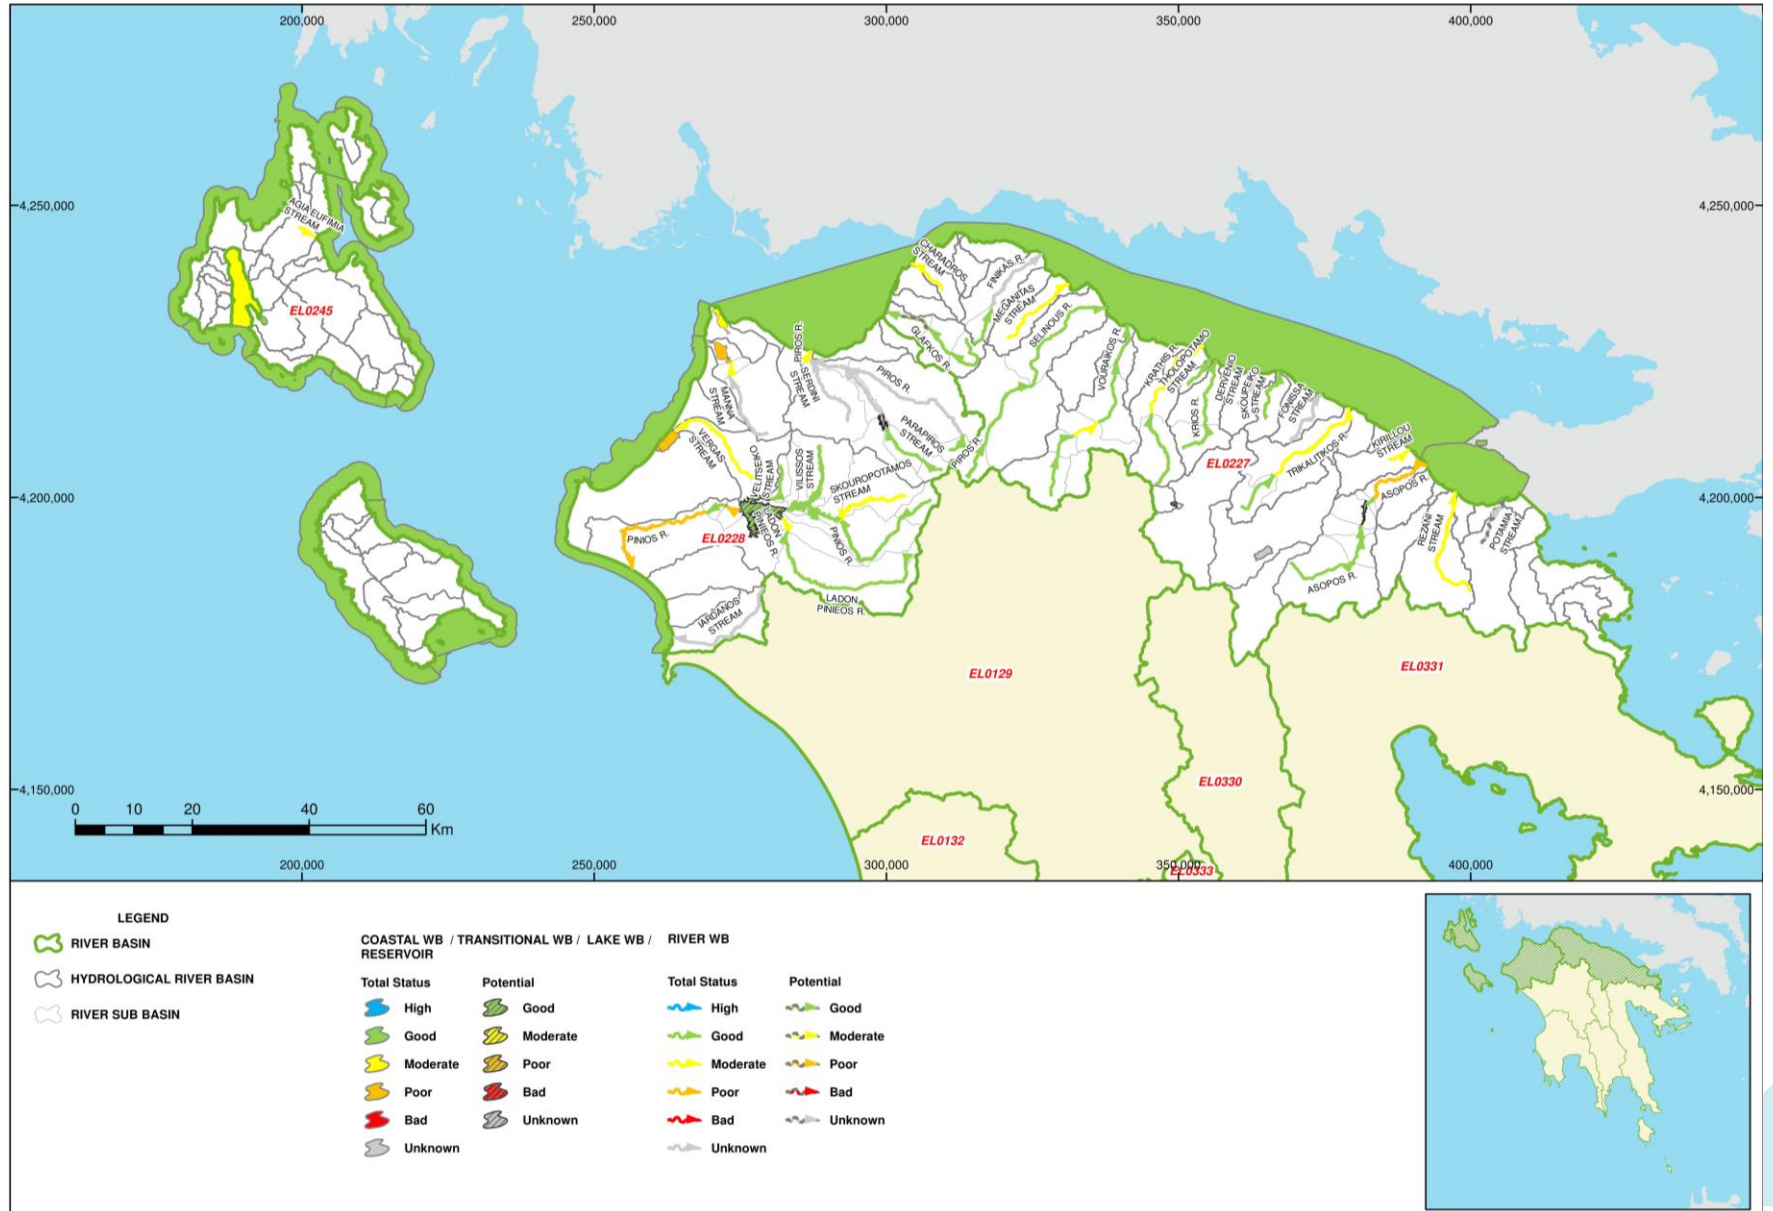 200,000
250,000
300,000
350,000
400,000
4,250,000
4,250,000
AGIA EUFIMIA
STREAM
EL0245
CHARADROS
STREAM
FINIKAS R.
MEGANITAS
STREAM
SELINOUS R.
GLAFKOS R.
VOURAIKOS R.
KRATHIS R.
THOLOPOTAMO
STREAM
KRIOS R.
DERVENIO
STREAM
SKOUPEIKO
STREAM
FONISSA
STREAM
PIROS R.
SERDINI
STREAM
PIROS R.
MANNA
STREAM
PARAPIROS
STREAM
PIROS R.
VERGAS
STREAM
VELITSEKO
STREAM
VILISSOS
STREAM
SKOUROPOTAMOS
STREAM
EL0227
TRIKALITIKOS R.
KIRILLOU
STREAM
ASOPOS R.
4,200,000
4,200,000
PINIOS R.
EL0228
LADON
PINIEOS R.
PINIOS R.
REZANI
STREAM
POTAMIA
STREAM
ASOPOS R.
IARDANOS
STREAM
LADON
PINIEOS R.
EL0129
EL0331
EL0330
4,150,000
4,150,000
0 10 20 40 60
Km
EL0132
EL0333
200,000
250,000
300,000
350,000
400,000
LEGEND
RIVER BASIN
HYDROLOGICAL RIVER BASIN
RIVER SUB BASIN
COASTAL WB / TRANSITIONAL WB / LAKE WB /
RESERVOIR
RIVER WB
Total Status
Potential
Total Status
Potential
High
Good
High
Good
Good
Moderate
Good
Moderate
Moderate
Poor
Moderate
Poor
Poor
Bad
Poor
Bad
Bad
Unknown
Bad
Unknown
Unknown
Unknown